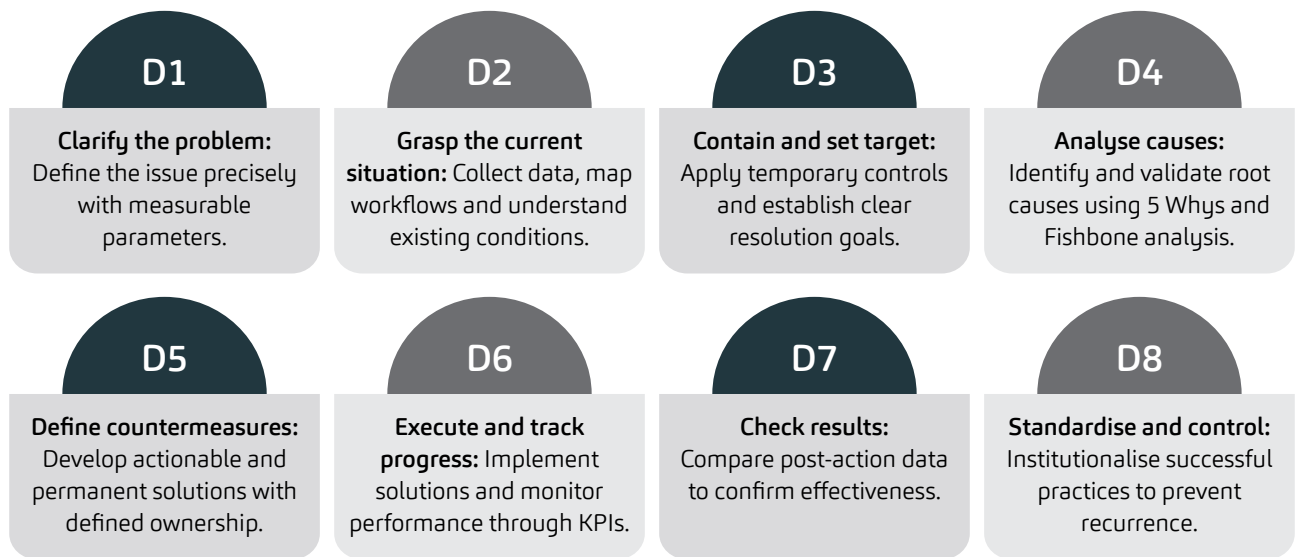 D1
Clarify the problem:
Define the issue precisely
with measurable
parameters.
D2
Grasp the current
situation: Collect data, map
workflows and understand
existing conditions.
D3
Contain and set target:
Apply temporary controls
and establish clear
resolution goals.
D4
Analyse causes:
Identify and validate root
causes using 5 Whys and
Fishbone analysis.
D5
Define countermeasures:
Develop actionable and
permanent solutions with
defined ownership.
D6
Execute and track
progress: Implement
solutions and monitor
performance through KPIs.
D7
Check results:
Compare post-action data
to confirm effectiveness.
D8
Standardise and control:
Institutionalise successful
practices to prevent
recurrence.